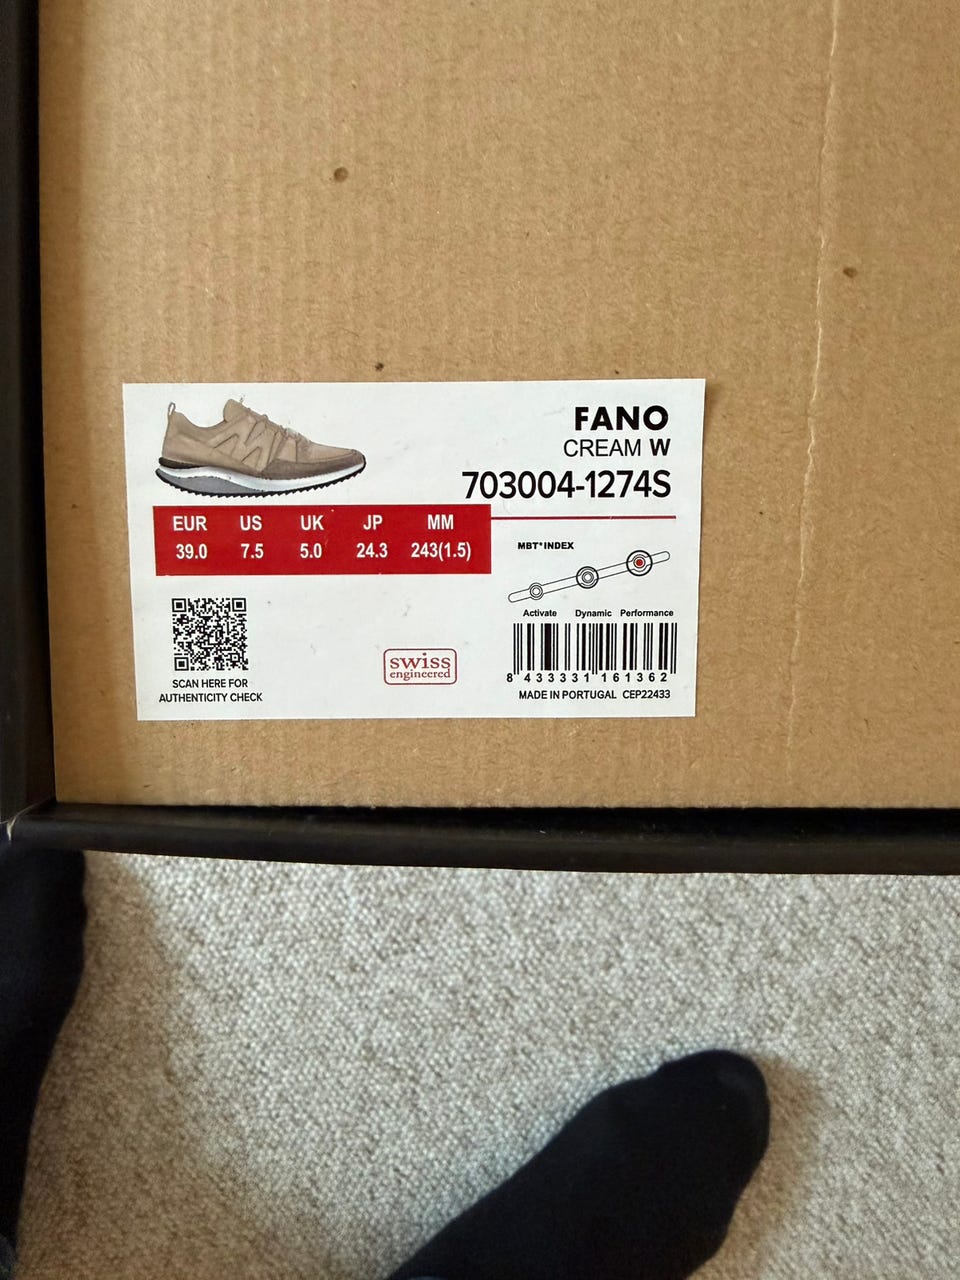 FANO
CREAM W
703004-1274S
EUR US UK JP MM
39.0 7.5 5.0 24.3 243(1.5)
MBT*INDEX
Activate Dynamic Performance
SCAN HERE FOR
AUTHENTICITY CHECK
swiss
engineered
8 433331 161362
MADE IN PORTUGAL CEP22433